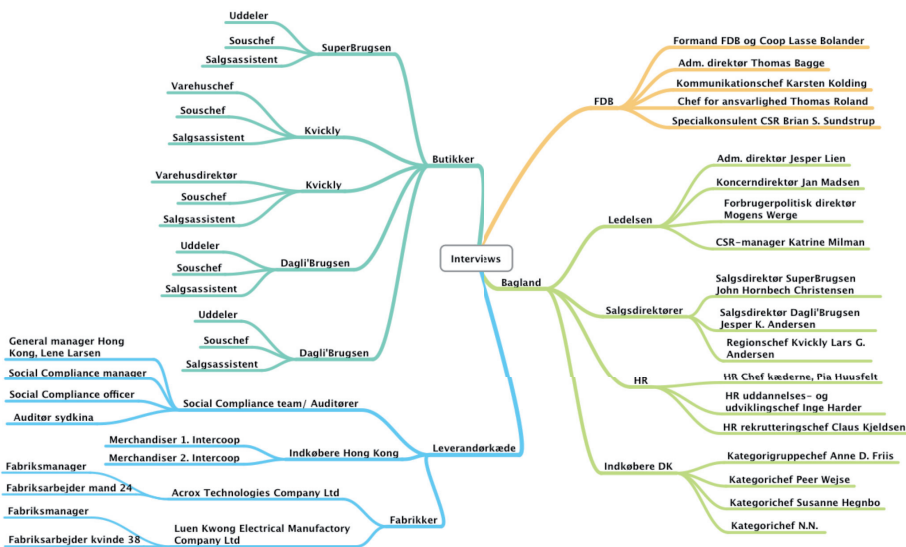 Interviews
Butikker
SuperBrugsen
Uddeler
Souschef
Salgsassistent
Kvickly
Varehuschef
Souschef
Salgsassistent
Kvickly
Varehusdirektør
Souschef
Salgsassistent
Dagli'Brugsen
Uddeler
Souschef
Salgsassistent
Dagli'Brugsen
Uddeler
Souschef
Salgsassistent
Leverandørkæde
Social Compliance team/ Auditører
General manager Hong
Kong, Lene Larsen
Social Compliance manager
Social Compliance officer
Auditør sydkina
Indkøbere Hong Kong
Merchandiser 1. Intercoop
Merchandiser 2. Intercoop
Fabrikker
Acrox Technologies Company Ltd
Fabriksmanager
Fabriksarbejder mand 24
Luen Kwong Electrical Manufactory
Company Ltd
Fabriksmanager
Fabriksarbejder kvinde 38
FDB
Formand FDB og Coop Lasse Bolander
Adm. direktør Thomas Bagge
Kommunikationschef Karsten Kolding
Chef for ansvarlighed Thomas Roland
Specialkonsulent CSR Brian S. Sundstrup
Bagland
Ledelsen
Adm. direktør Jesper Lien
Koncerndirektør Jan Madsen
Forbrugerpolitisk direktør
Mogens Werge
CSR-manager Katrine Milman
Salgsdirektører
Salgsdirektør SuperBrugsen
John Hornbech Christensen
Salgsdirektør Dagli'Brugsen
Jesper K. Andersen
Regionschef Kvickly Lars G.
Andersen
HR
HR Chef kæderne, Pia Huusfelt
HR uddannelses- og
udviklingschef Inge Harder
HR rekrutteringschef Claus Kjeldsen
Indkøbere DK
Kategorigruppechef Anne D. Friis
Kategorichef Peer Wejse
Kategorichef Susanne Hegnbo
Kategorichef N.N.